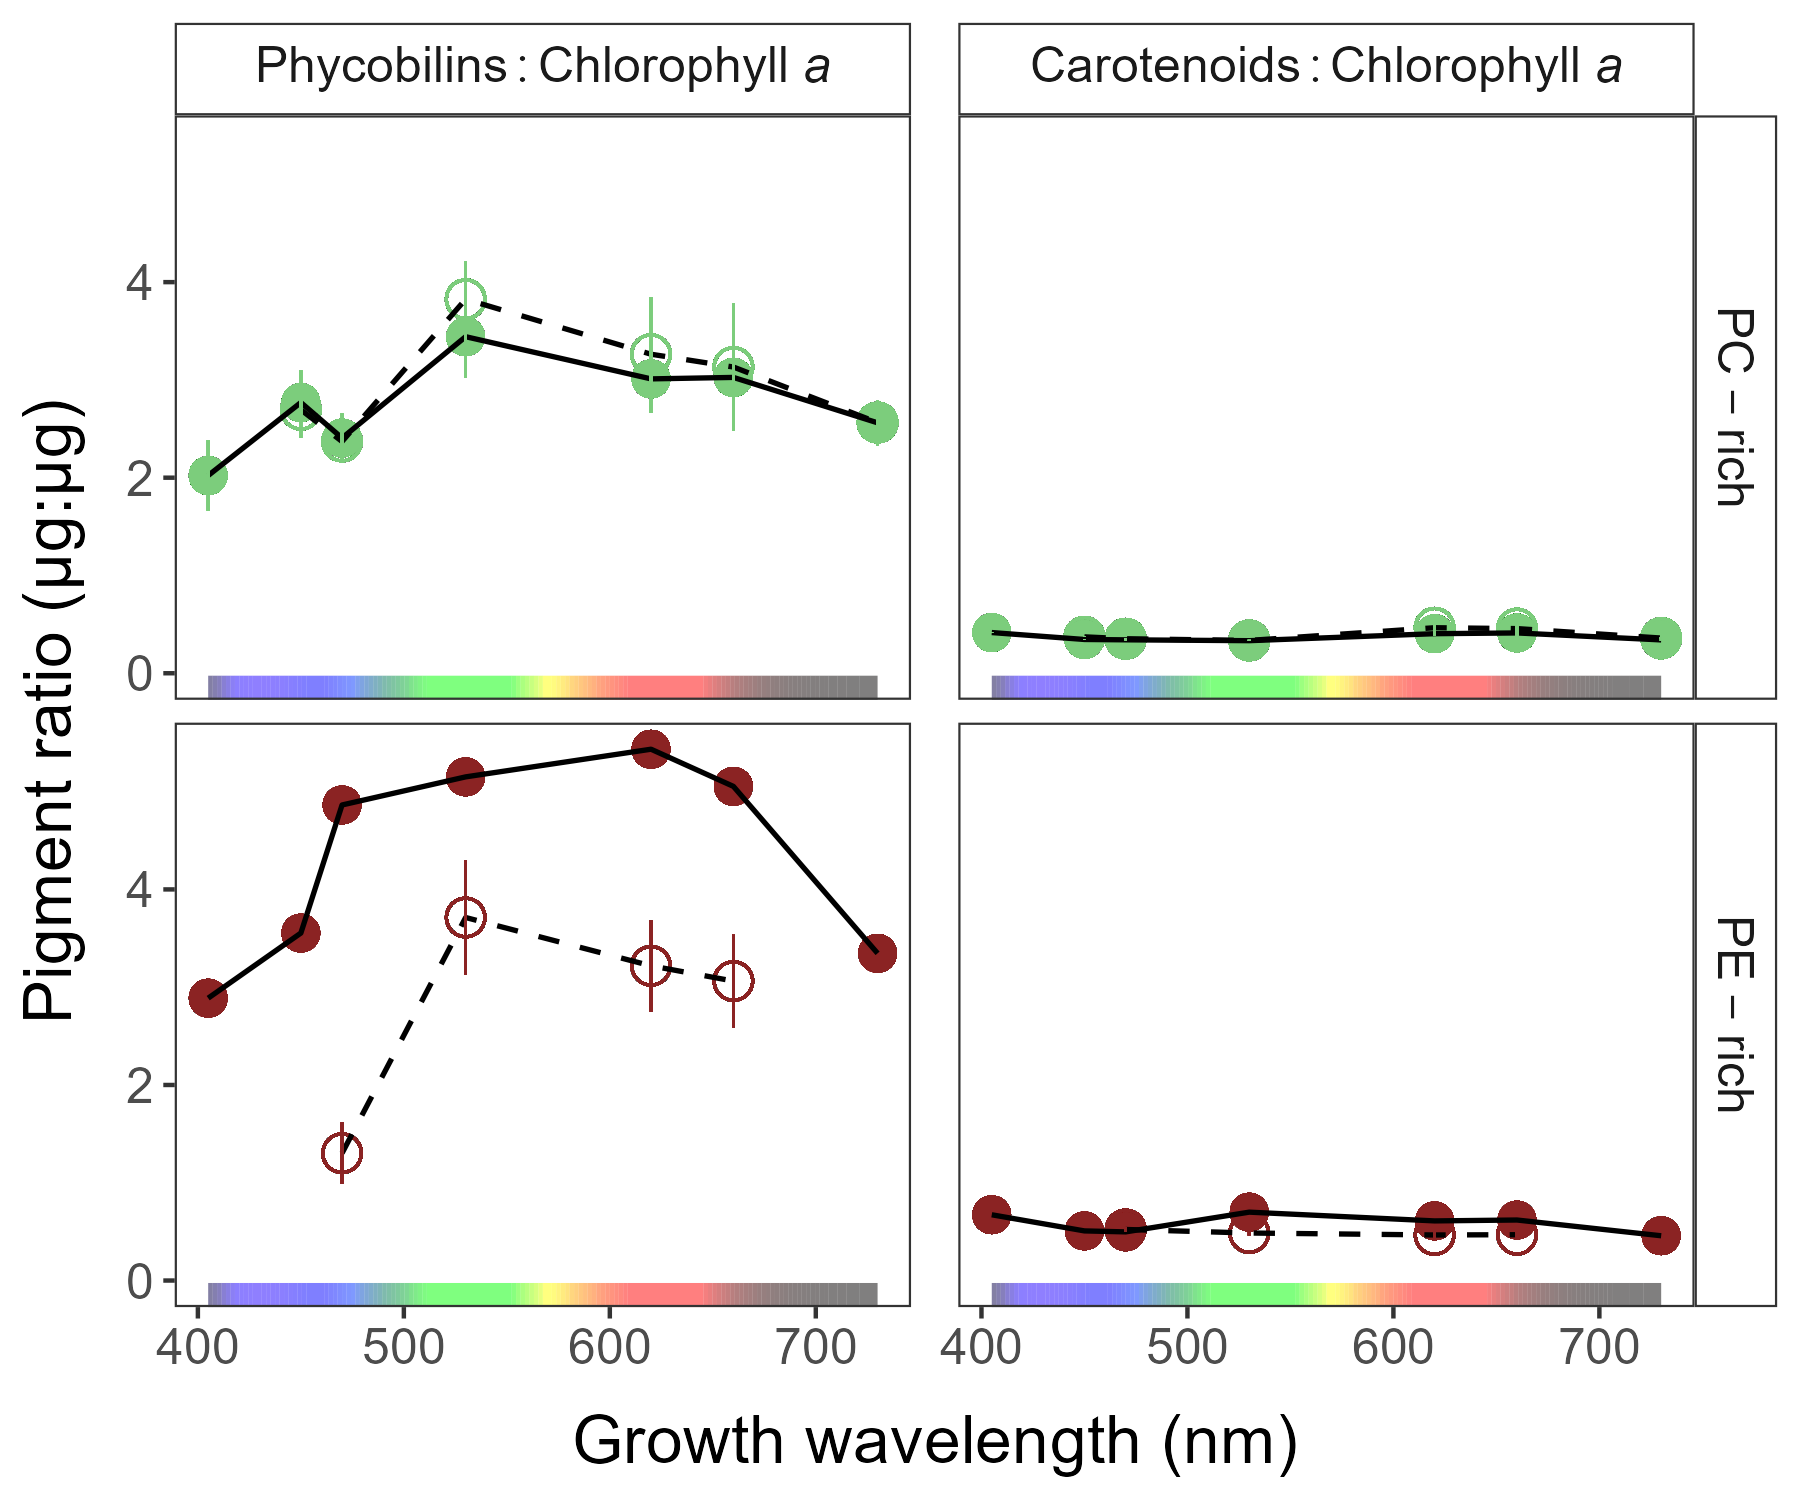 Phycobilins : Chlorophyll a
Carotenoids : Chlorophyll a
Pigment ratio (µg:µg)
4
2
0
PC – rich
4
2
0
PE – rich
400 500 600 700
400 500 600 700
Growth wavelength (nm)